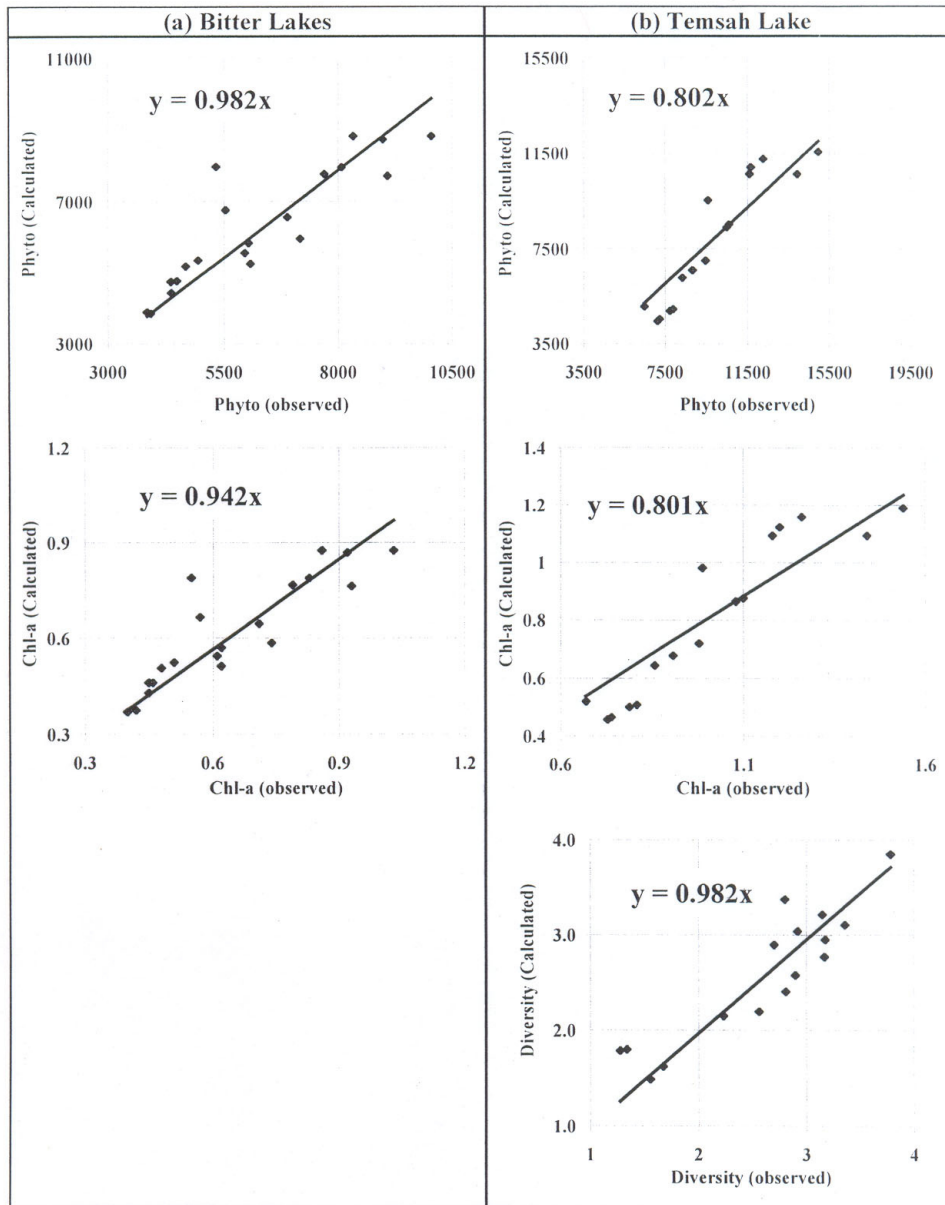 (a) Bitter Lakes
(b) Temsah Lake
11000
7000
3000
Phyto (Calculated)
y = 0.982x
3000 5500 8000 10500
Phyto (observed)
15500
11500
7500
3500
Phyto (Calculated)
y = 0.802x
3500 7500 11500 15500 19500
Phyto (observed)
1.2
0.9
0.6
0.3
Chl-a (Calculated)
y = 0.942x
0.3 0.6 0.9 1.2
Chl-a (observed)
1.4
1.2
1
0.8
0.6
0.4
Chl-a (Calculated)
y = 0.801x
0.6 1.1 1.6
Chl-a (observed)
4.0
3.0
2.0
1.0
Diversity (Calculated)
y = 0.982x
1 2 3 4
Diversity (observed)